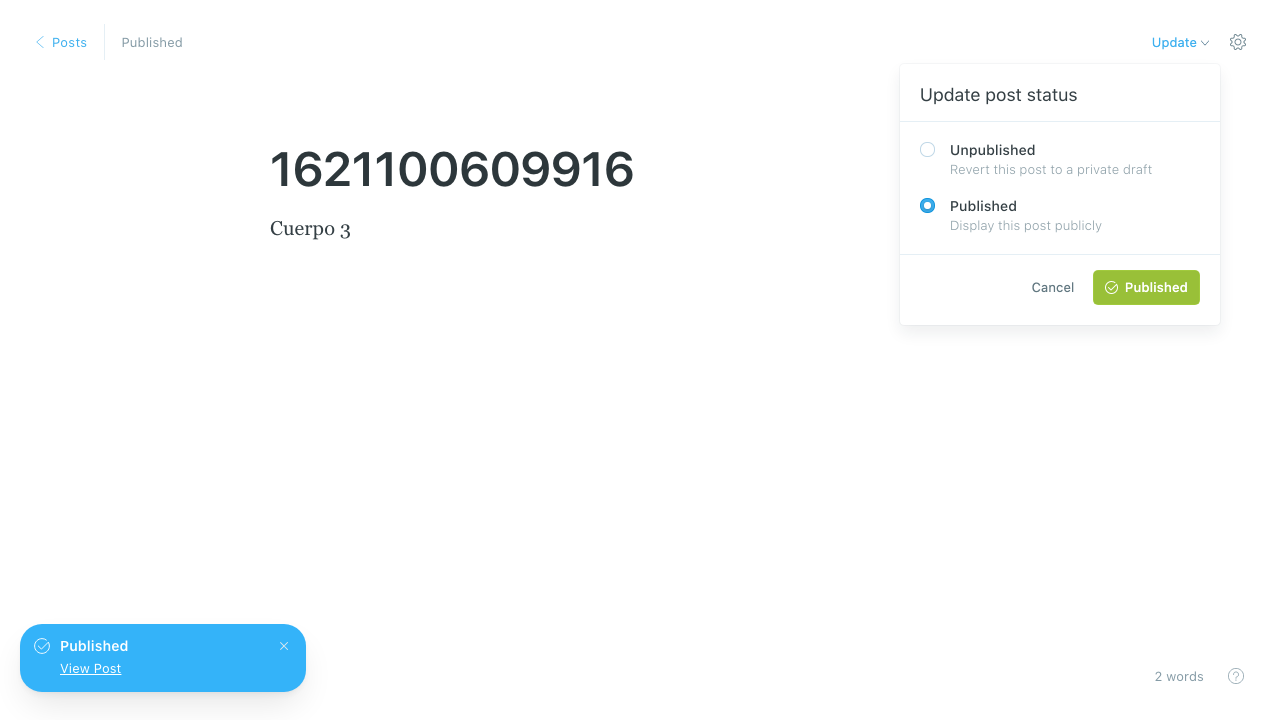 Posts
Published
Update
Update post status
Unpublished
Revert this post to a private draft
Published
Display this post publicly
Cancel
Published
1621100609916
Cuerpo 3
Published
View Post
2 words